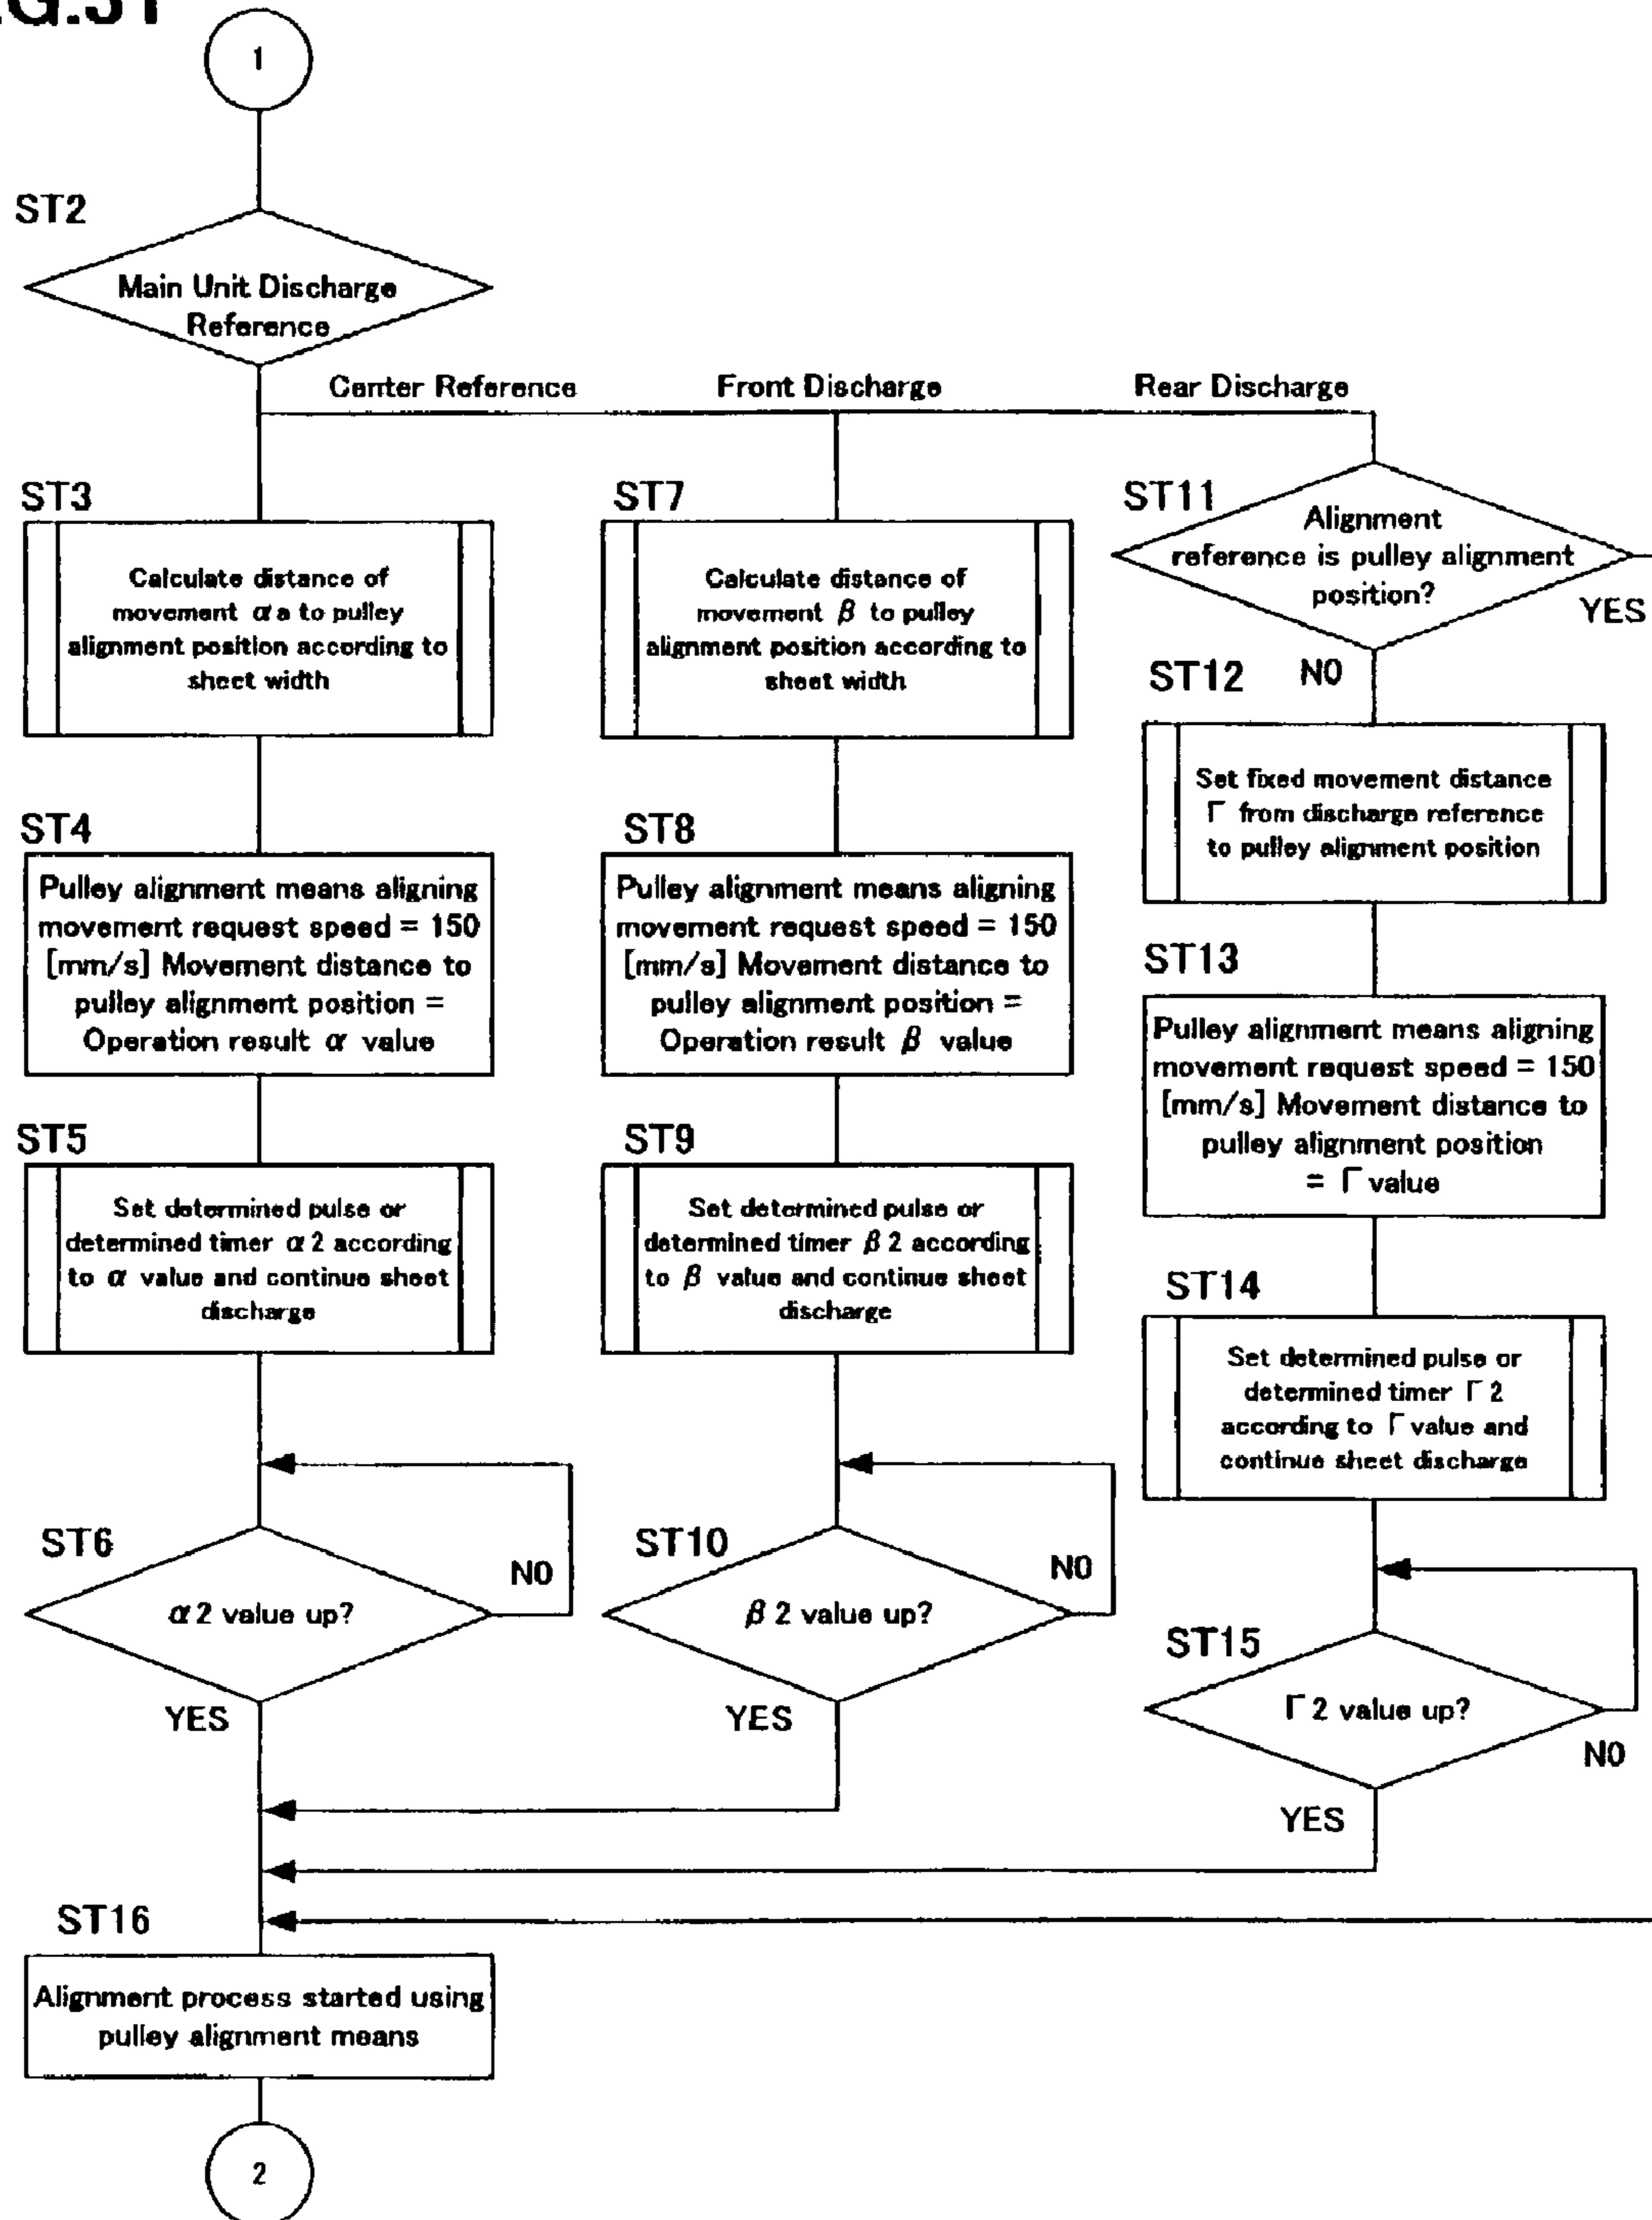 G.31
1
ST2
Main Unit Discharge
Reference
Center Reference
Front Discharge
Rear Discharge
ST3
Calculate distance of
movement α a to pulley
alignment position according to
sheet width
ST4
Pulley alignment means aligning
movement request speed = 150
[mm/s] Movement distance to
pulley alignment position =
Operation result α value
ST5
Set determined pulse or
determined timer α 2 according
to α value and continue sheet
discharge
ST6
α 2 value up?
NO
YES
ST7
Calculate distance of
movement β to pulley
alignment position according to
sheet width
ST8
Pulley alignment means aligning
movement request speed = 150
[mm/s] Movement distance to
pulley alignment position =
Operation result β value
ST9
Set determined pulse or
determined timer β 2 according
to β value and continue sheet
discharge
ST10
β 2 value up?
NO
YES
ST11
Alignment
reference is pulley alignment
position?
YES
NO
ST12
Set fixed movement distance
Γ from discharge reference
to pulley alignment position
ST13
Pulley alignment means aligning
movement request speed = 150
[mm/s] Movement distance to
pulley alignment position
= Γ value
ST14
Set determined pulse or
determined timer Γ 2
according to Γ value and
continue sheet discharge
ST15
Γ 2 value up?
NO
YES
ST16
Alignment process started using
pulley alignment means
2